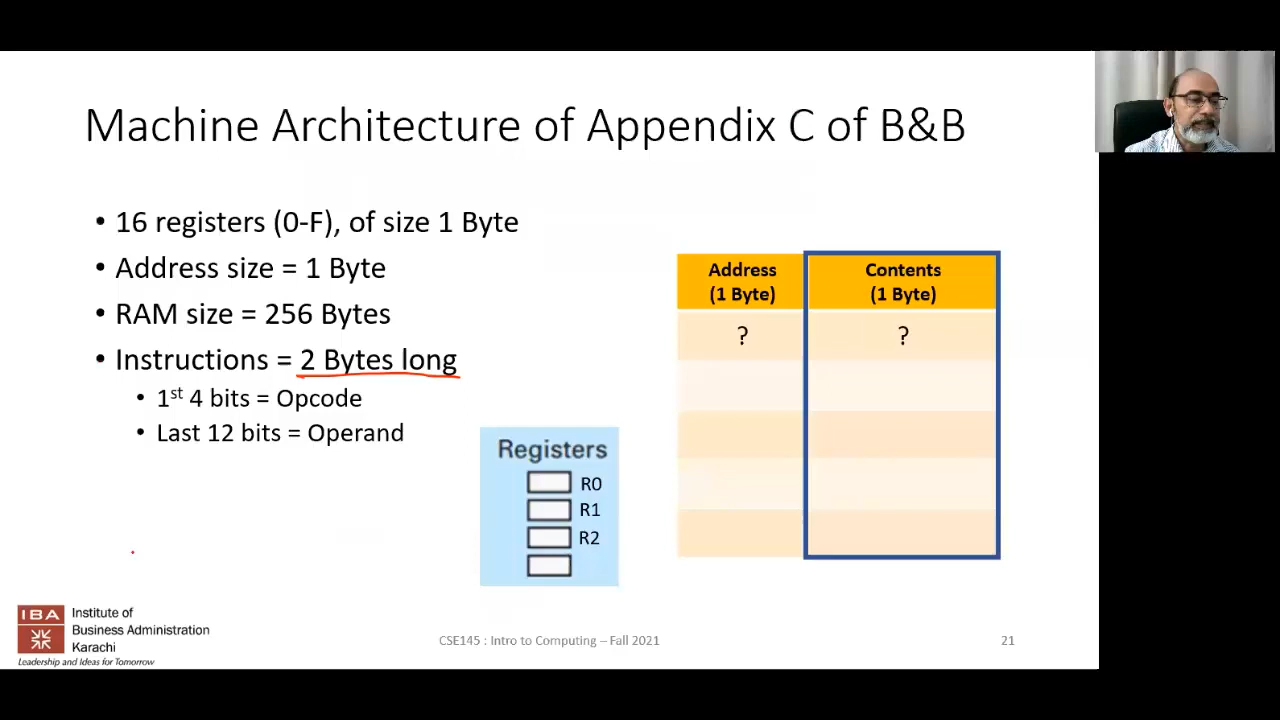 Machine Architecture of Appendix C of B&B
• 16 registers (0-F), of size 1 Byte
• Address size = 1 Byte
• RAM size = 256 Bytes
• Instructions = 2 Bytes long
• 1st 4 bits = Opcode
• Last 12 bits = Operand
Registers
R0
R1
R2
Address
(1 Byte)
Contents
(1 Byte)
?
?
IBA
Institute of
Business Administration
Karachi
Leadership and Ideas for Tomorrow
CSE145 : Intro to Computing – Fall 2021
21